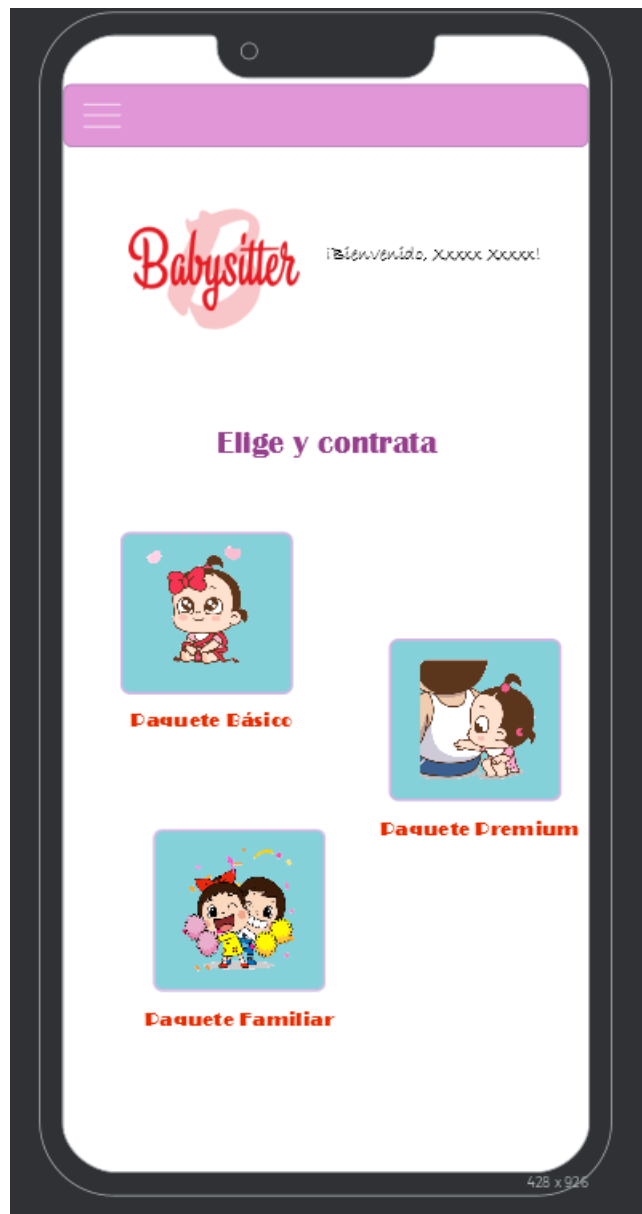 Babysitter
¡Bienvenido, Xxxxx Xxxxx!
Elige y contrata
Paquete Básico
Paquete Premium
Paquete Familiar
428 x 926